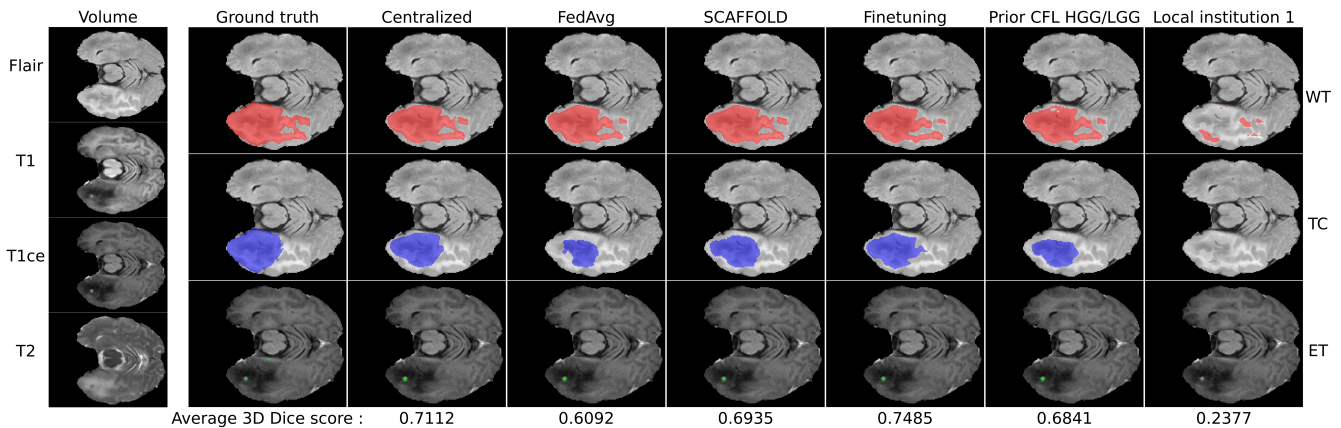 Volume Ground truth Centralized FedAvg SCAFFOLD Finetuning Prior CFL HGG/LGG Local institution 1
Flair
WT
T1
TC
T1ce
T2
ET
Average 3D Dice score : 0.7112 0.6092 0.6935 0.7485 0.6841 0.2377